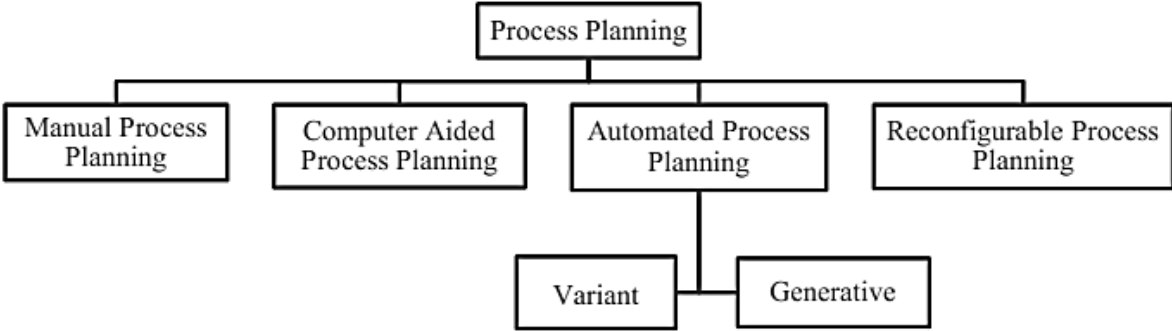 Process Planning
Manual Process
Planning
Computer Aided
Process Planning
Automated Process
Planning
Reconfigurable Process
Planning
Variant
Generative